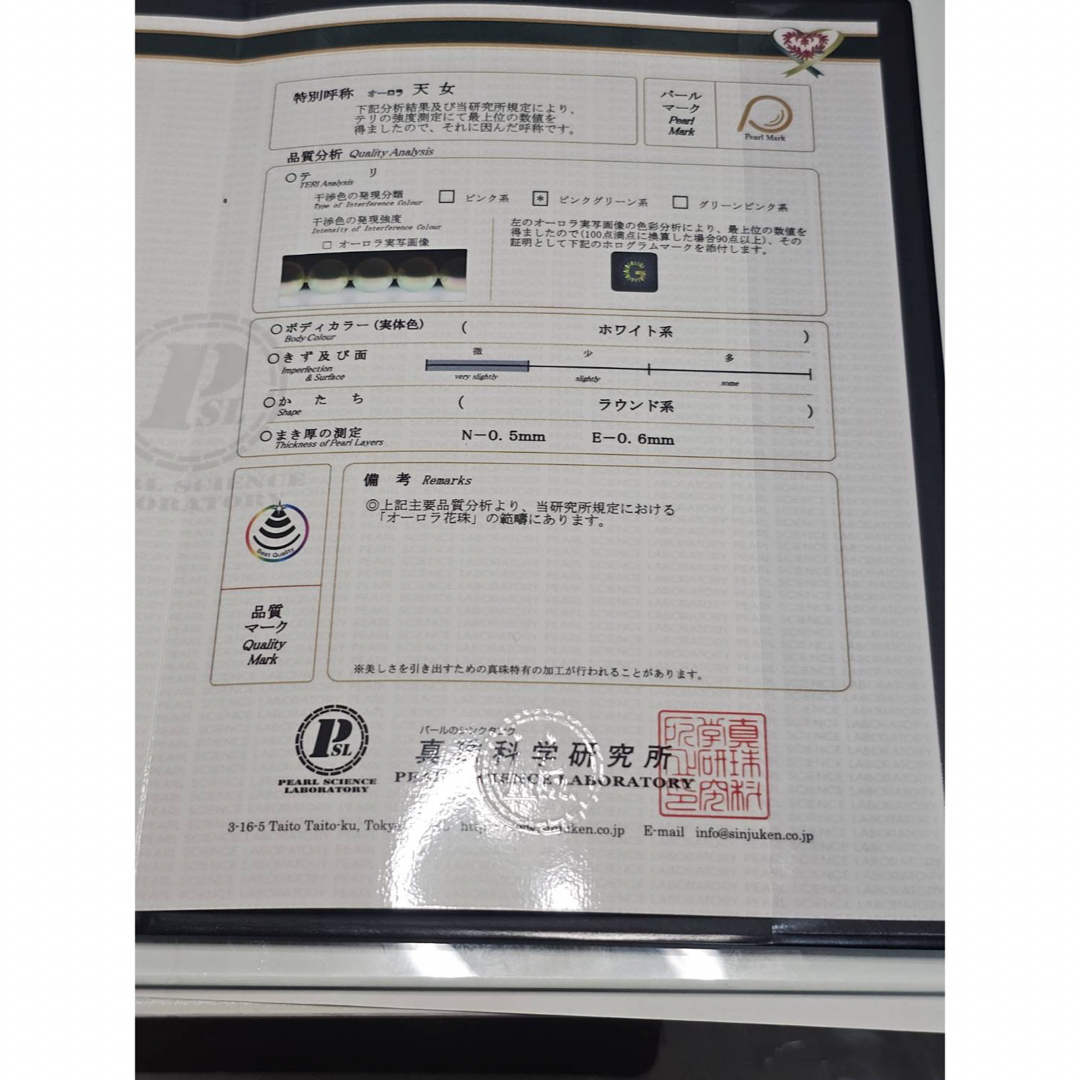 特別呼称 オーロラ 天女
下記分析結果及び当研究所規定により、
テリの強度測定にて最上位の数値を
得ましたので、それに因んだ呼称です。
パール
マーク
Pearl
Mark
Pearl Mark
品質分析 Quality Analysis
○テ リ
TERI Analysis
干渉色の発現分類
Type of Interference Colour
ピンク系
* ピンクグリーン系
グリーンピンク系
干渉色の発現強度
Intensity of Interference Colour
□ オーロラ実写画像
左のオーロラ実写画像の色彩分析により、最上位の数値を
得ましたので(100点満点に換算した場合90点以上)、その
証明として下記のホログラムマークを添付します。
○ボディカラー(実体色) ( ホワイト系 )
Body Colour
○きず及び面
Imperfection
& Surface
微 少 多
very slightly slightly some
○か た ち ( ラウンド系 )
Shape
○まき厚の測定 N－0.5mm E－0.6mm
Thickness of Pearl Layers
備 考 Remarks
◎上記主要品質分析より、当研究所規定における
「オーロラ花珠」の範疇にあります。
Best Quality
品質
マーク
Quality
Mark
※美しさを引き出すための真珠特有の加工が行われることがあります。
PSL
PEARL SCIENCE
LABORATORY
パールのシンクタンク
真珠科学研究所
PEARL SCIENCE LABORATORY
3-16-5 Taito Taito-ku, Tokyo
E-mail info@sinjuken.co.jp